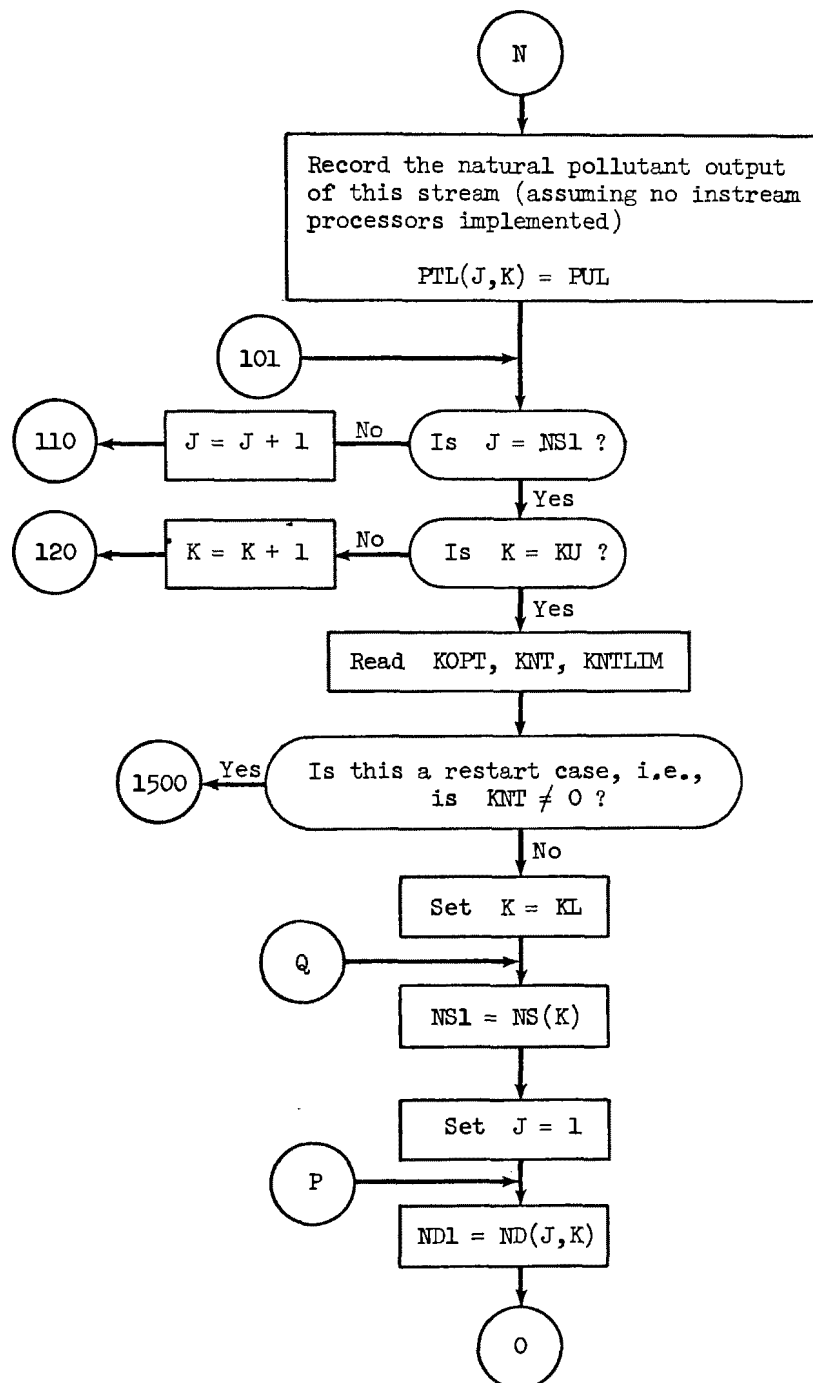 N
Record the natural pollutant output
of this stream (assuming no instream
processors implemented)
PTL(J,K) = PUL
101
110
J = J + 1
No
Is J = NS1 ?
Yes
120
K = K + 1
No
Is K = KU ?
Yes
Read KOPT, KNT, KNTLIM
1500
Yes
Is this a restart case, i.e.,
is KNT ≠ 0 ?
No
Set K = KL
Q
NS1 = NS(K)
Set J = 1
P
ND1 = ND(J,K)
O